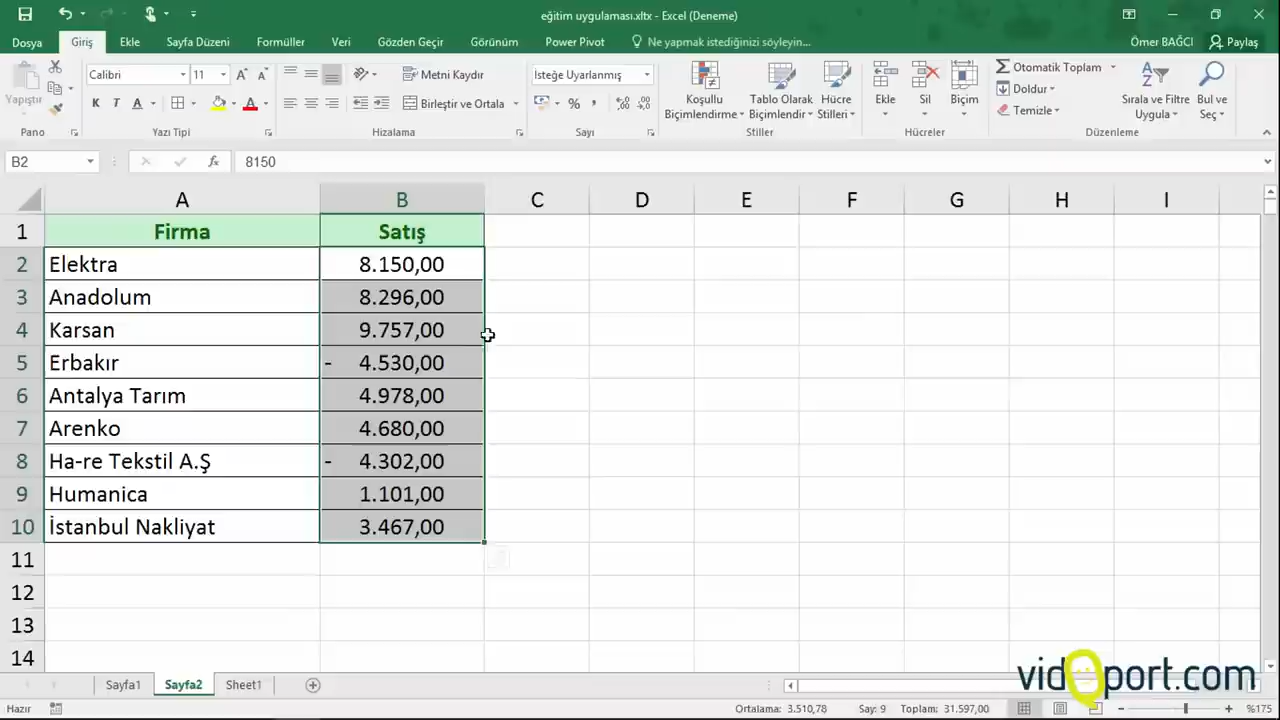 eğitim uygulaması.xltx - Excel (Deneme)
Dosya Giriş Ekle Sayfa Düzeni Formüller Veri Gözden Geçir Görünüm Power Pivot Ne yapmak istediğinizi söyleyin... Ömer BAĞCI Paylaş
Yapıştır
Calibri 11
K T A A
Metni Kaydır
Birleştir ve Ortala
İsteğe Uyarlanmış
Koşullu Biçimlendirme
Tablo Olarak Biçimlendir
Hücre Stilleri
Ekle Sil Biçim
Otomatik Toplam
Doldur
Temizle
Sırala ve Filtre Uygula
Bul ve Seç
Pano Yazı Tipi Hizalama Sayı Stiller Hücreler Düzenleme
B2 fx 8150
A B C D E F G H I
1 Firma Satış
2 Elektra 8.150,00
3 Anadolum 8.296,00
4 Karsan 9.757,00
5 Erbakır - 4.530,00
6 Antalya Tarım 4.978,00
7 Arenko 4.680,00
8 Ha-re Tekstil A.Ş - 4.302,00
9 Humanica 1.101,00
10 İstanbul Nakliyat 3.467,00
11
12
13
14
vidoport.com
Sayfa1 Sayfa2 Sheet1
Hazır Ortalama: 3.510,78 Say: 9 Toplam: 31.597,00 %175